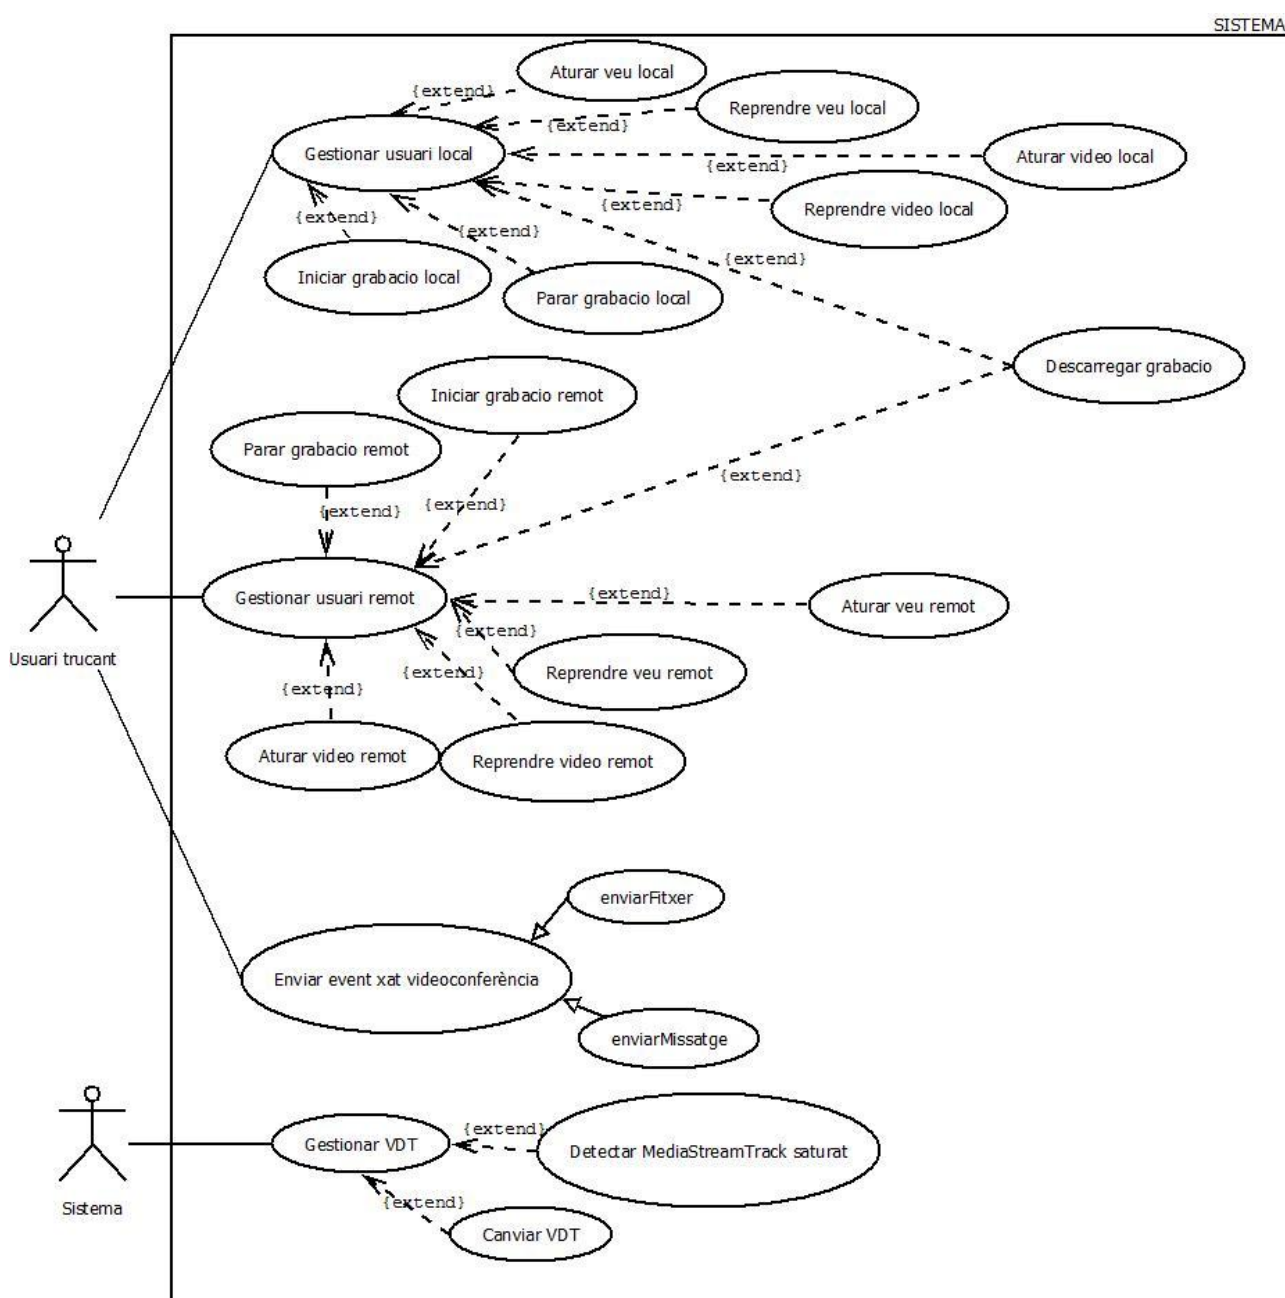 SISTEMA
Aturar veu local
{extend}
Reprendre veu local
{extend}
Gestionar usuari local
Aturar video local
{extend}
Reprendre video local
{extend}
{extend}
{extend}
{extend}
Iniciar grabacio local
Parar grabacio local
Descarregar grabacio
Iniciar grabacio remot
Parar grabacio remot
{extend}
{extend}
{extend}
Gestionar usuari remot
{extend}
Aturar veu remot
Usuari trucant
{extend}
{extend}
Reprendre veu remot
{extend}
Aturar video remot
Reprendre video remot
enviarFitxer
Enviar event xat videoconferència
enviarMissatge
{extend}
Gestionar VDT
Detectar MediaStreamTrack saturat
{extend}
Sistema
Canviar VDT